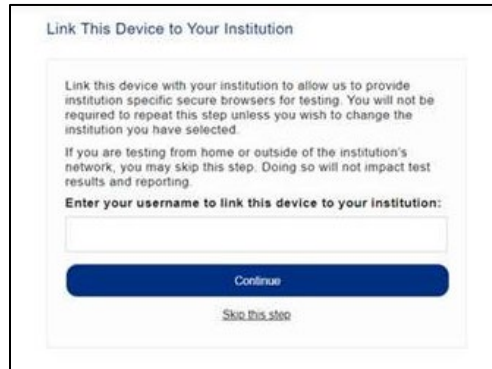 Link This Device to Your Institution
Link this device with your institution to allow us to provide
institution specific secure browsers for testing. You will not be
required to repeat this step unless you wish to change the
institution you have selected.
If you are testing from home or outside of the institution's
network, you may skip this step. Doing so will not impact test
results and reporting.
Enter your username to link this device to your institution:
Continue
Skip this step